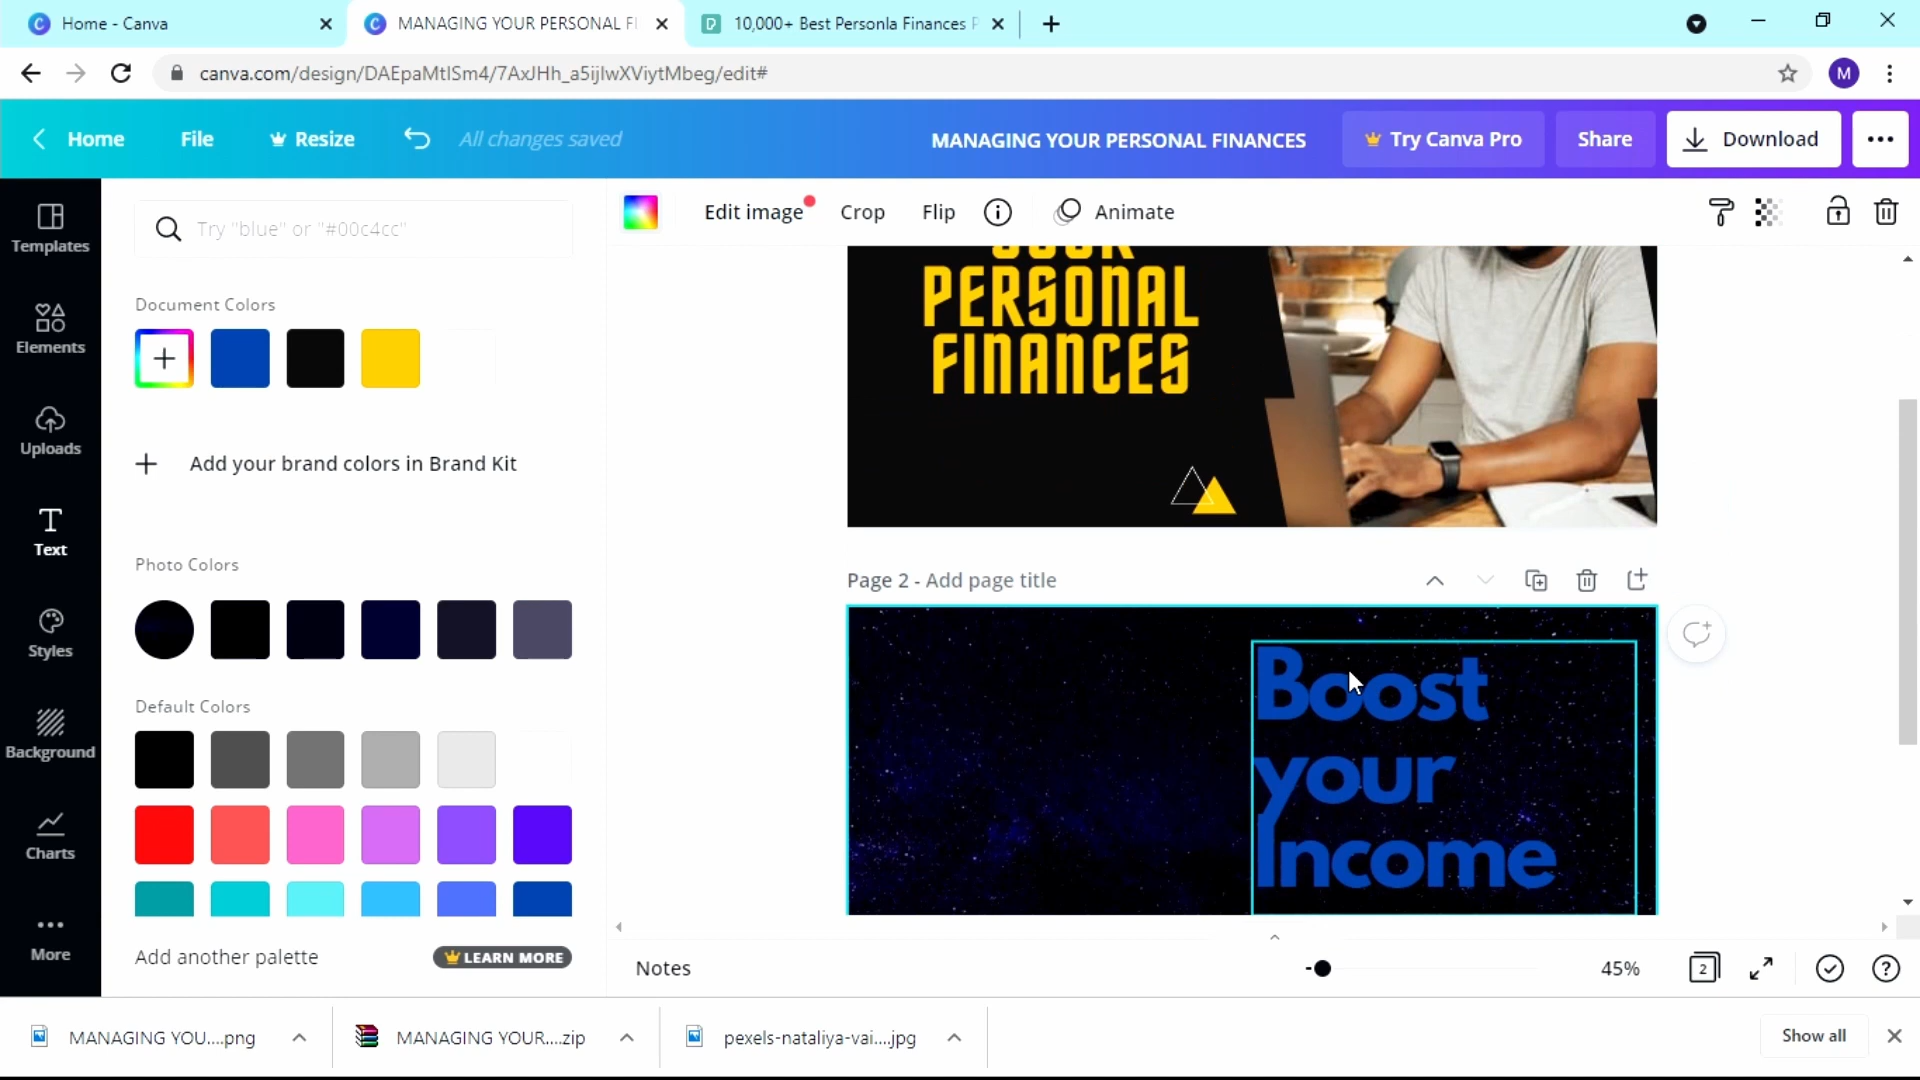 Home - Canva
MANAGING YOUR PERSONAL FI
10,000+ Best Personla Finances P
canva.com/design/DAEpaMtISm4/7AxJHh_a5ijIwXViytMbeg/edit#
M
Home
File
Resize
All changes saved
MANAGING YOUR PERSONAL FINANCES
Try Canva Pro
Share
Download
Templates
Elements
Uploads
Text
Styles
Background
Charts
More
Try "blue" or "#00c4cc"
Document Colors
Add your brand colors in Brand Kit
Photo Colors
Default Colors
Add another palette
LEARN MORE
Edit image
Crop
Flip
Animate
YOUR
PERSONAL
FINANCES
Page 2 - Add page title
Boost
your
Income
Notes
45%
2
MANAGING YOU....png
MANAGING YOUR....zip
pexels-nataliya-vai....jpg
Show all